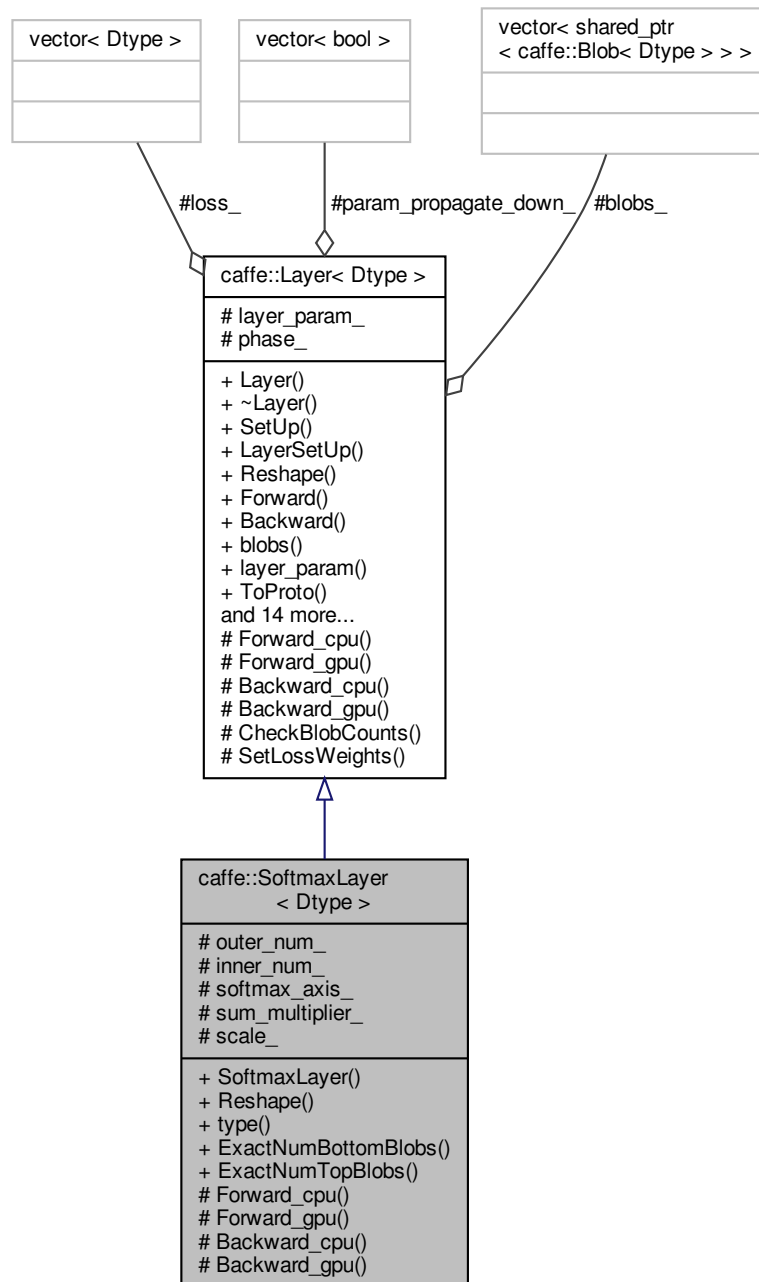 vector< Dtype >
vector< bool >
vector< shared_ptr
< caffe::Blob< Dtype > > >
#loss_
#param_propagate_down_
#blobs_
caffe::Layer< Dtype >
# layer_param_
# phase_
+ Layer()
+ ~Layer()
+ SetUp()
+ LayerSetUp()
+ Reshape()
+ Forward()
+ Backward()
+ blobs()
+ layer_param()
+ ToProto()
and 14 more...
# Forward_cpu()
# Forward_gpu()
# Backward_cpu()
# Backward_gpu()
# CheckBlobCounts()
# SetLossWeights()
caffe::SoftmaxLayer
< Dtype >
# outer_num_
# inner_num_
# softmax_axis_
# sum_multiplier_
# scale_
+ SoftmaxLayer()
+ Reshape()
+ type()
+ ExactNumBottomBlobs()
+ ExactNumTopBlobs()
# Forward_cpu()
# Forward_gpu()
# Backward_cpu()
# Backward_gpu()